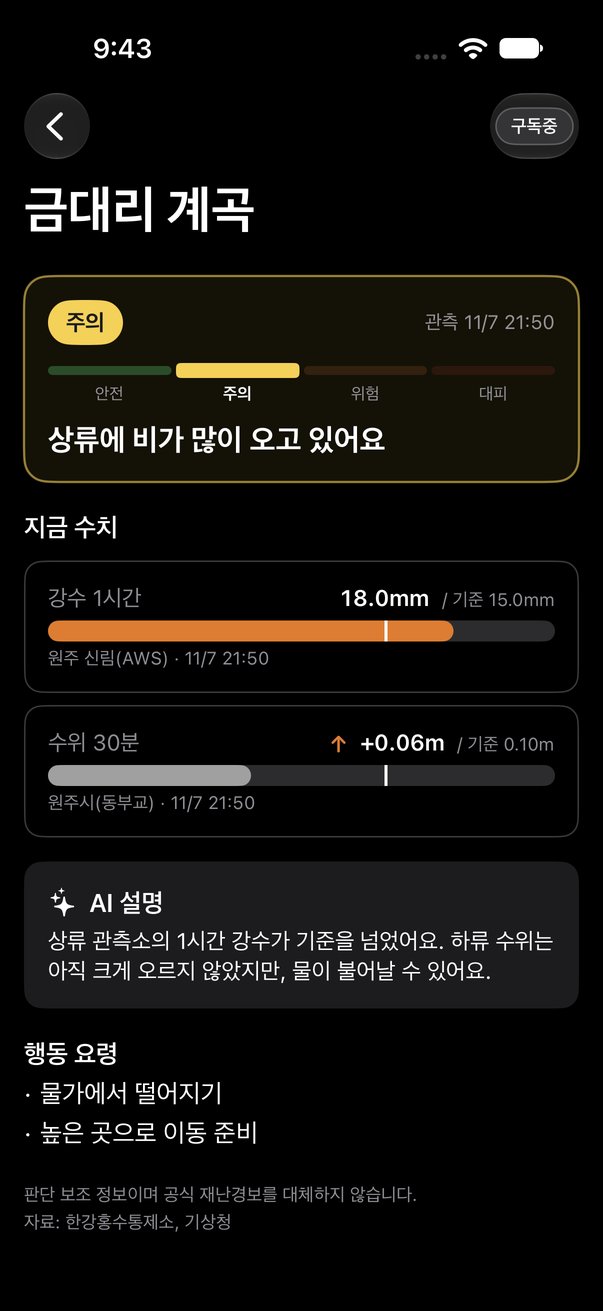 9:43
구독중
금대리 계곡
주의
관측 11/7 21:50
안전 주의 위험 대피
상류에 비가 많이 오고 있어요
지금 수치
강수 1시간 18.0mm / 기준 15.0mm
원주 신림(AWS) · 11/7 21:50
수위 30분 ↑ +0.06m / 기준 0.10m
원주시(동부교) · 11/7 21:50
AI 설명
상류 관측소의 1시간 강수가 기준을 넘었어요. 하류 수위는
아직 크게 오르지 않았지만, 물이 불어날 수 있어요.
행동 요령
· 물가에서 떨어지기
· 높은 곳으로 이동 준비
판단 보조 정보이며 공식 재난경보를 대체하지 않습니다.
자료: 한강홍수통제소, 기상청